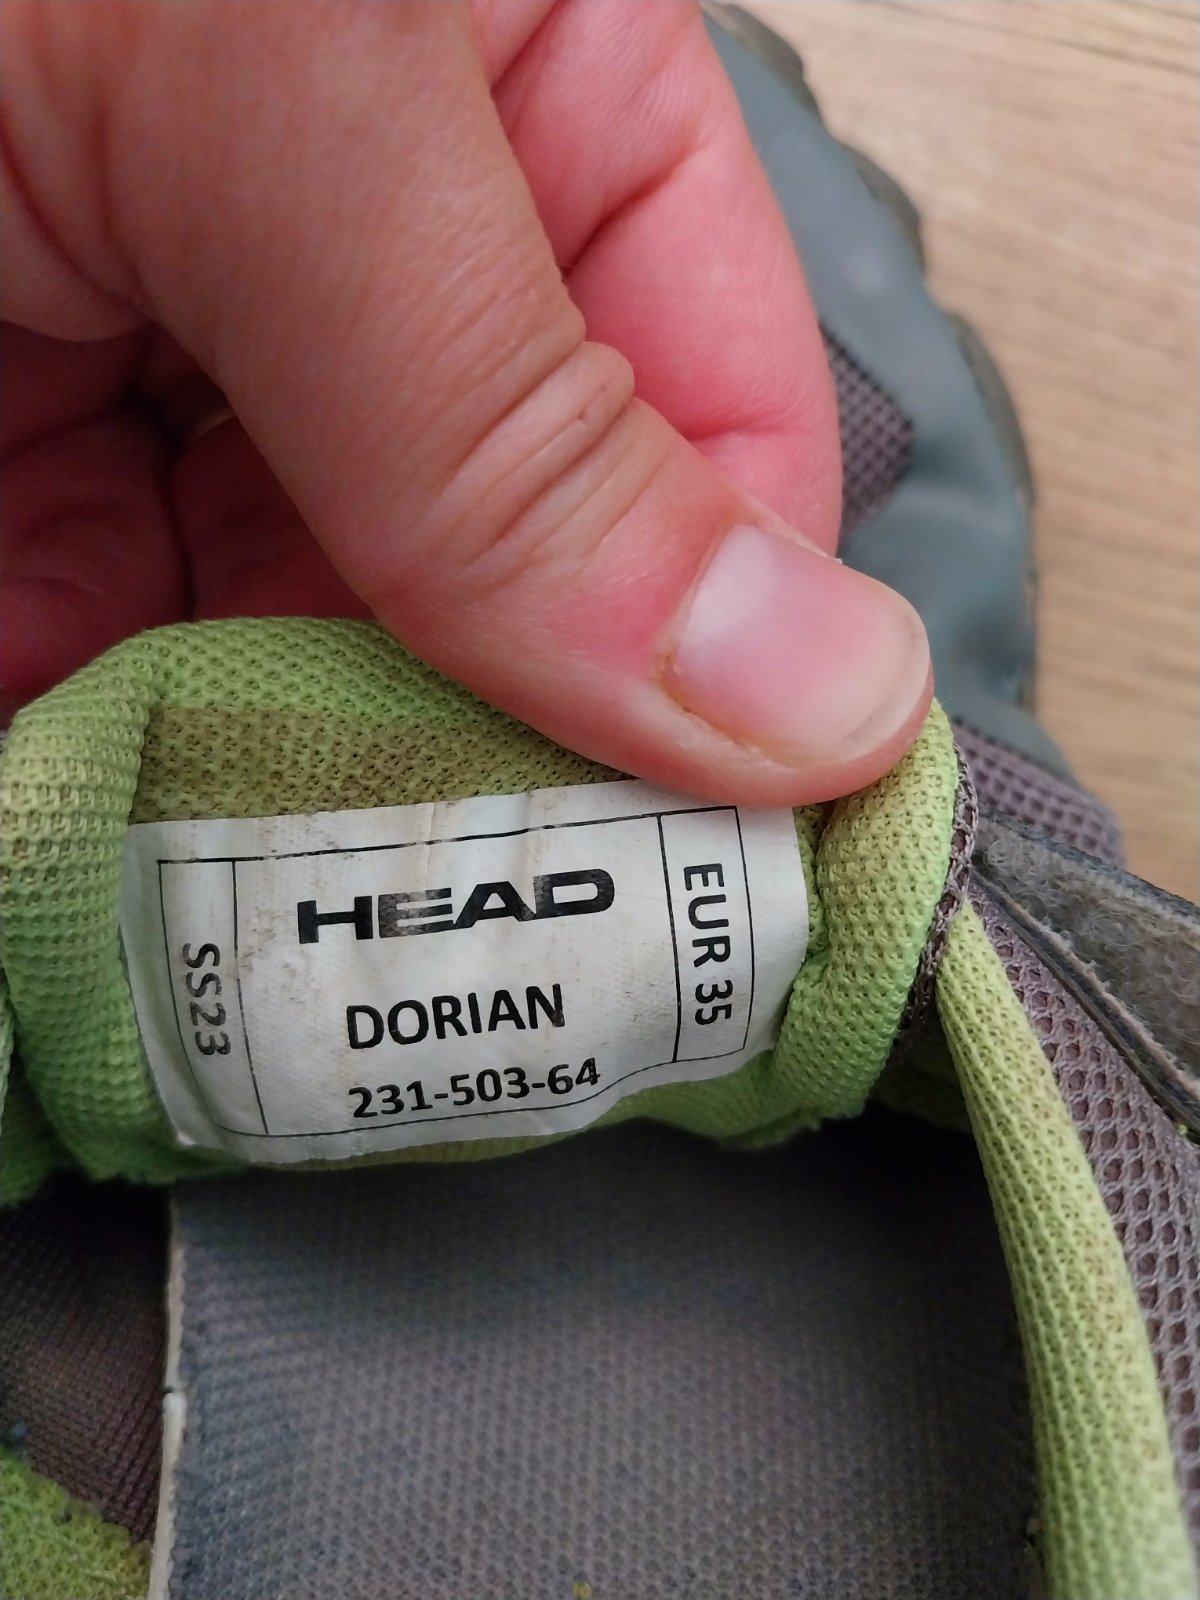 SS23
HEAD
DORIAN
231-503-64
EUR 35